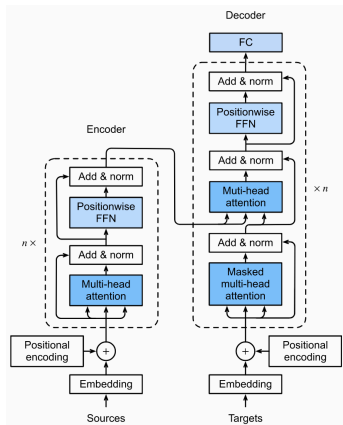 Decoder
FC
Add & norm
Positionwise
FFN
Encoder
Add & norm
Add & norm
Muti-head
attention
× n
Positionwise
FFN
n ×
Add & norm
Add & norm
Multi-head
attention
Masked
multi-head
attention
Positional
encoding
+
+
Positional
encoding
Embedding
Embedding
Sources
Targets